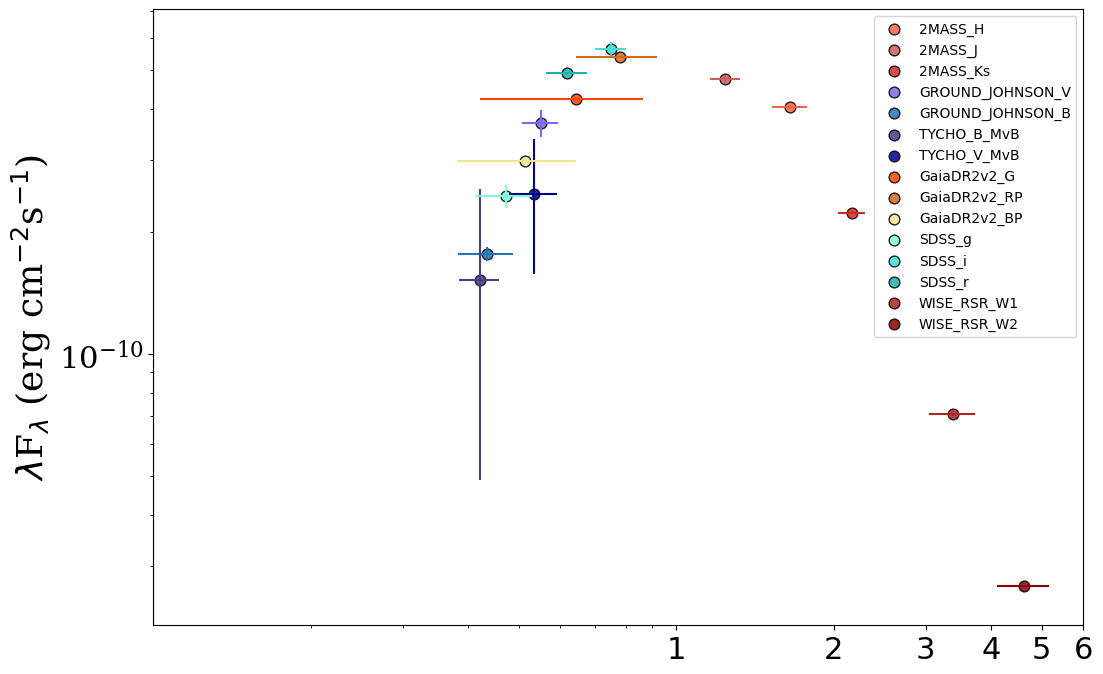 λF_λ (erg cm⁻²s⁻¹)
10⁻¹⁰
2MASS_H
2MASS_J
2MASS_Ks
GROUND_JOHNSON_V
GROUND_JOHNSON_B
TYCHO_B_MvB
TYCHO_V_MvB
GaiaDR2v2_G
GaiaDR2v2_RP
GaiaDR2v2_BP
SDSS_g
SDSS_i
SDSS_r
WISE_RSR_W1
WISE_RSR_W2
1 2 3 4 5 6